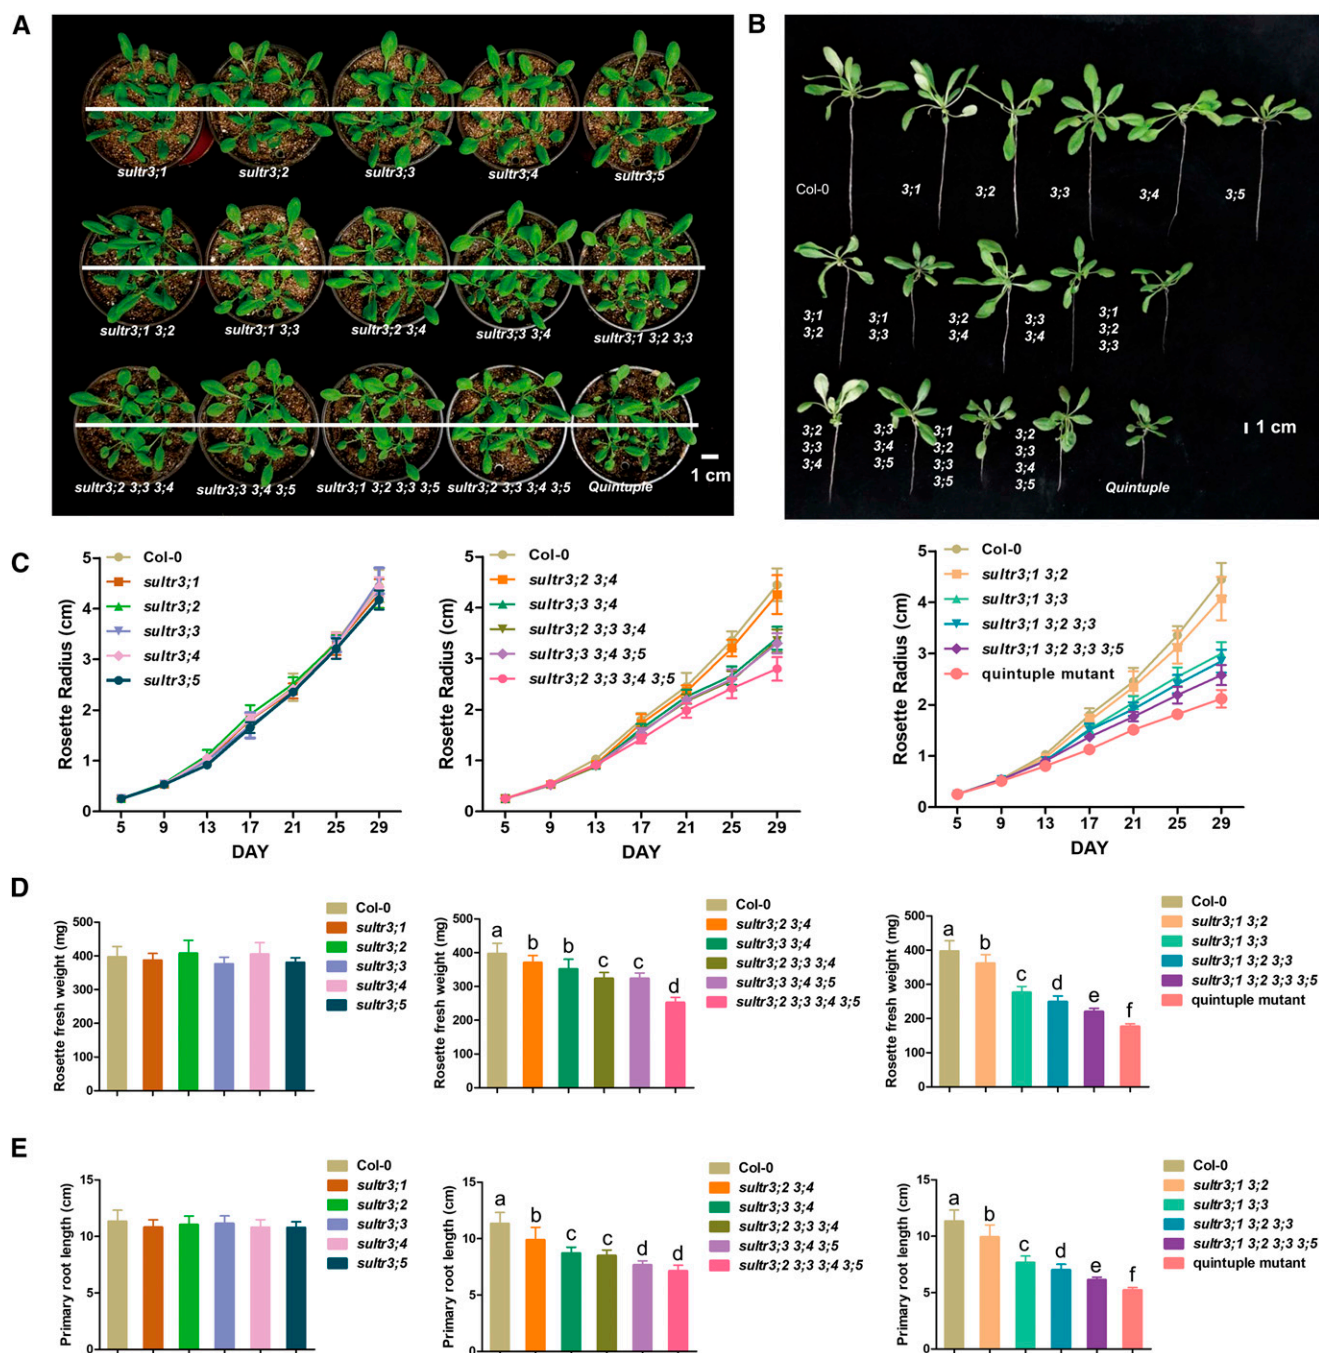 A
sultr3;1 sultr3;2 sultr3;3 sultr3;4 sultr3;5
sultr3;1 3;2 sultr3;1 3;3 sultr3;2 3;4 sultr3;3 3;4 sultr3;1 3;2 3;3
1 cm
sultr3;2 3;3 3;4 sultr3;3 3;4 3;5 sultr3;1 3;2 3;3 3;5 sultr3;2 3;3 3;4 3;5 Quintuple
B
Col-0 3;1 3;2 3;3 3;4 3;5
3;1 3;1 3;2 3;3 3;1
3;2 3;3 3;4 3;4 3;2
3;3
3;2 3;3 3;1 3;2
3;3 3;4 3;2 3;3
3;4 3;5 3;3 3;4
3;5 3;5
Quintuple
1 cm
C
Rosette Radius (cm)
5
4
3
2
1
0
5 9 13 17 21 25 29
DAY
Col-0
sultr3;1
sultr3;2
sultr3;3
sultr3;4
sultr3;5
Rosette Radius (cm)
5
4
3
2
1
0
5 9 13 17 21 25 29
DAY
Col-0
sultr3;2 3;4
sultr3;3 3;4
sultr3;2 3;3 3;4
sultr3;3 3;4 3;5
sultr3;2 3;3 3;4 3;5
Rosette Radius (cm)
5
4
3
2
1
0
5 9 13 17 21 25 29
DAY
Col-0
sultr3;1 3;2
sultr3;1 3;3
sultr3;1 3;2 3;3
sultr3;1 3;2 3;3 3;5
quintuple mutant
D
Rosette fresh weight (mg)
500
400
300
200
100
0
Col-0
sultr3;1
sultr3;2
sultr3;3
sultr3;4
sultr3;5
Rosette fresh weight (mg)
500
400
300
200
100
0
a b b c c d
Col-0
sultr3;2 3;4
sultr3;3 3;4
sultr3;2 3;3 3;4
sultr3;3 3;4 3;5
sultr3;2 3;3 3;4 3;5
Rosette fresh weight (mg)
500
400
300
200
100
0
a b c d e f
Col-0
sultr3;1 3;2
sultr3;1 3;3
sultr3;1 3;2 3;3
sultr3;1 3;2 3;3 3;5
quintuple mutant
E
Primary root length (cm)
15
10
5
0
Col-0
sultr3;1
sultr3;2
sultr3;3
sultr3;4
sultr3;5
Primary root length (cm)
15
10
5
0
a b c c d d
Col-0
sultr3;2 3;4
sultr3;3 3;4
sultr3;2 3;3 3;4
sultr3;3 3;4 3;5
sultr3;2 3;3 3;4 3;5
Primary root length (cm)
15
10
5
0
a b c d e f
Col-0
sultr3;1 3;2
sultr3;1 3;3
sultr3;1 3;2 3;3
sultr3;1 3;2 3;3 3;5
quintuple mutant